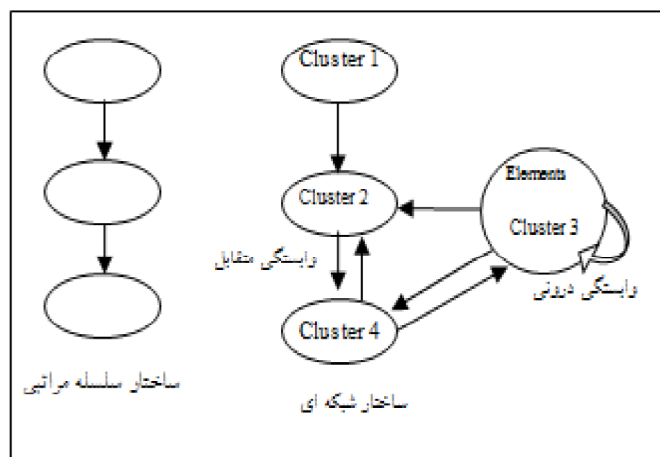 Cluster 1
Elements
Cluster 2
Cluster 3
وابستگی متقابل
وابستگی درونی
Cluster 4
ساختار سلسله مراتبی
ساختار شبکه ای